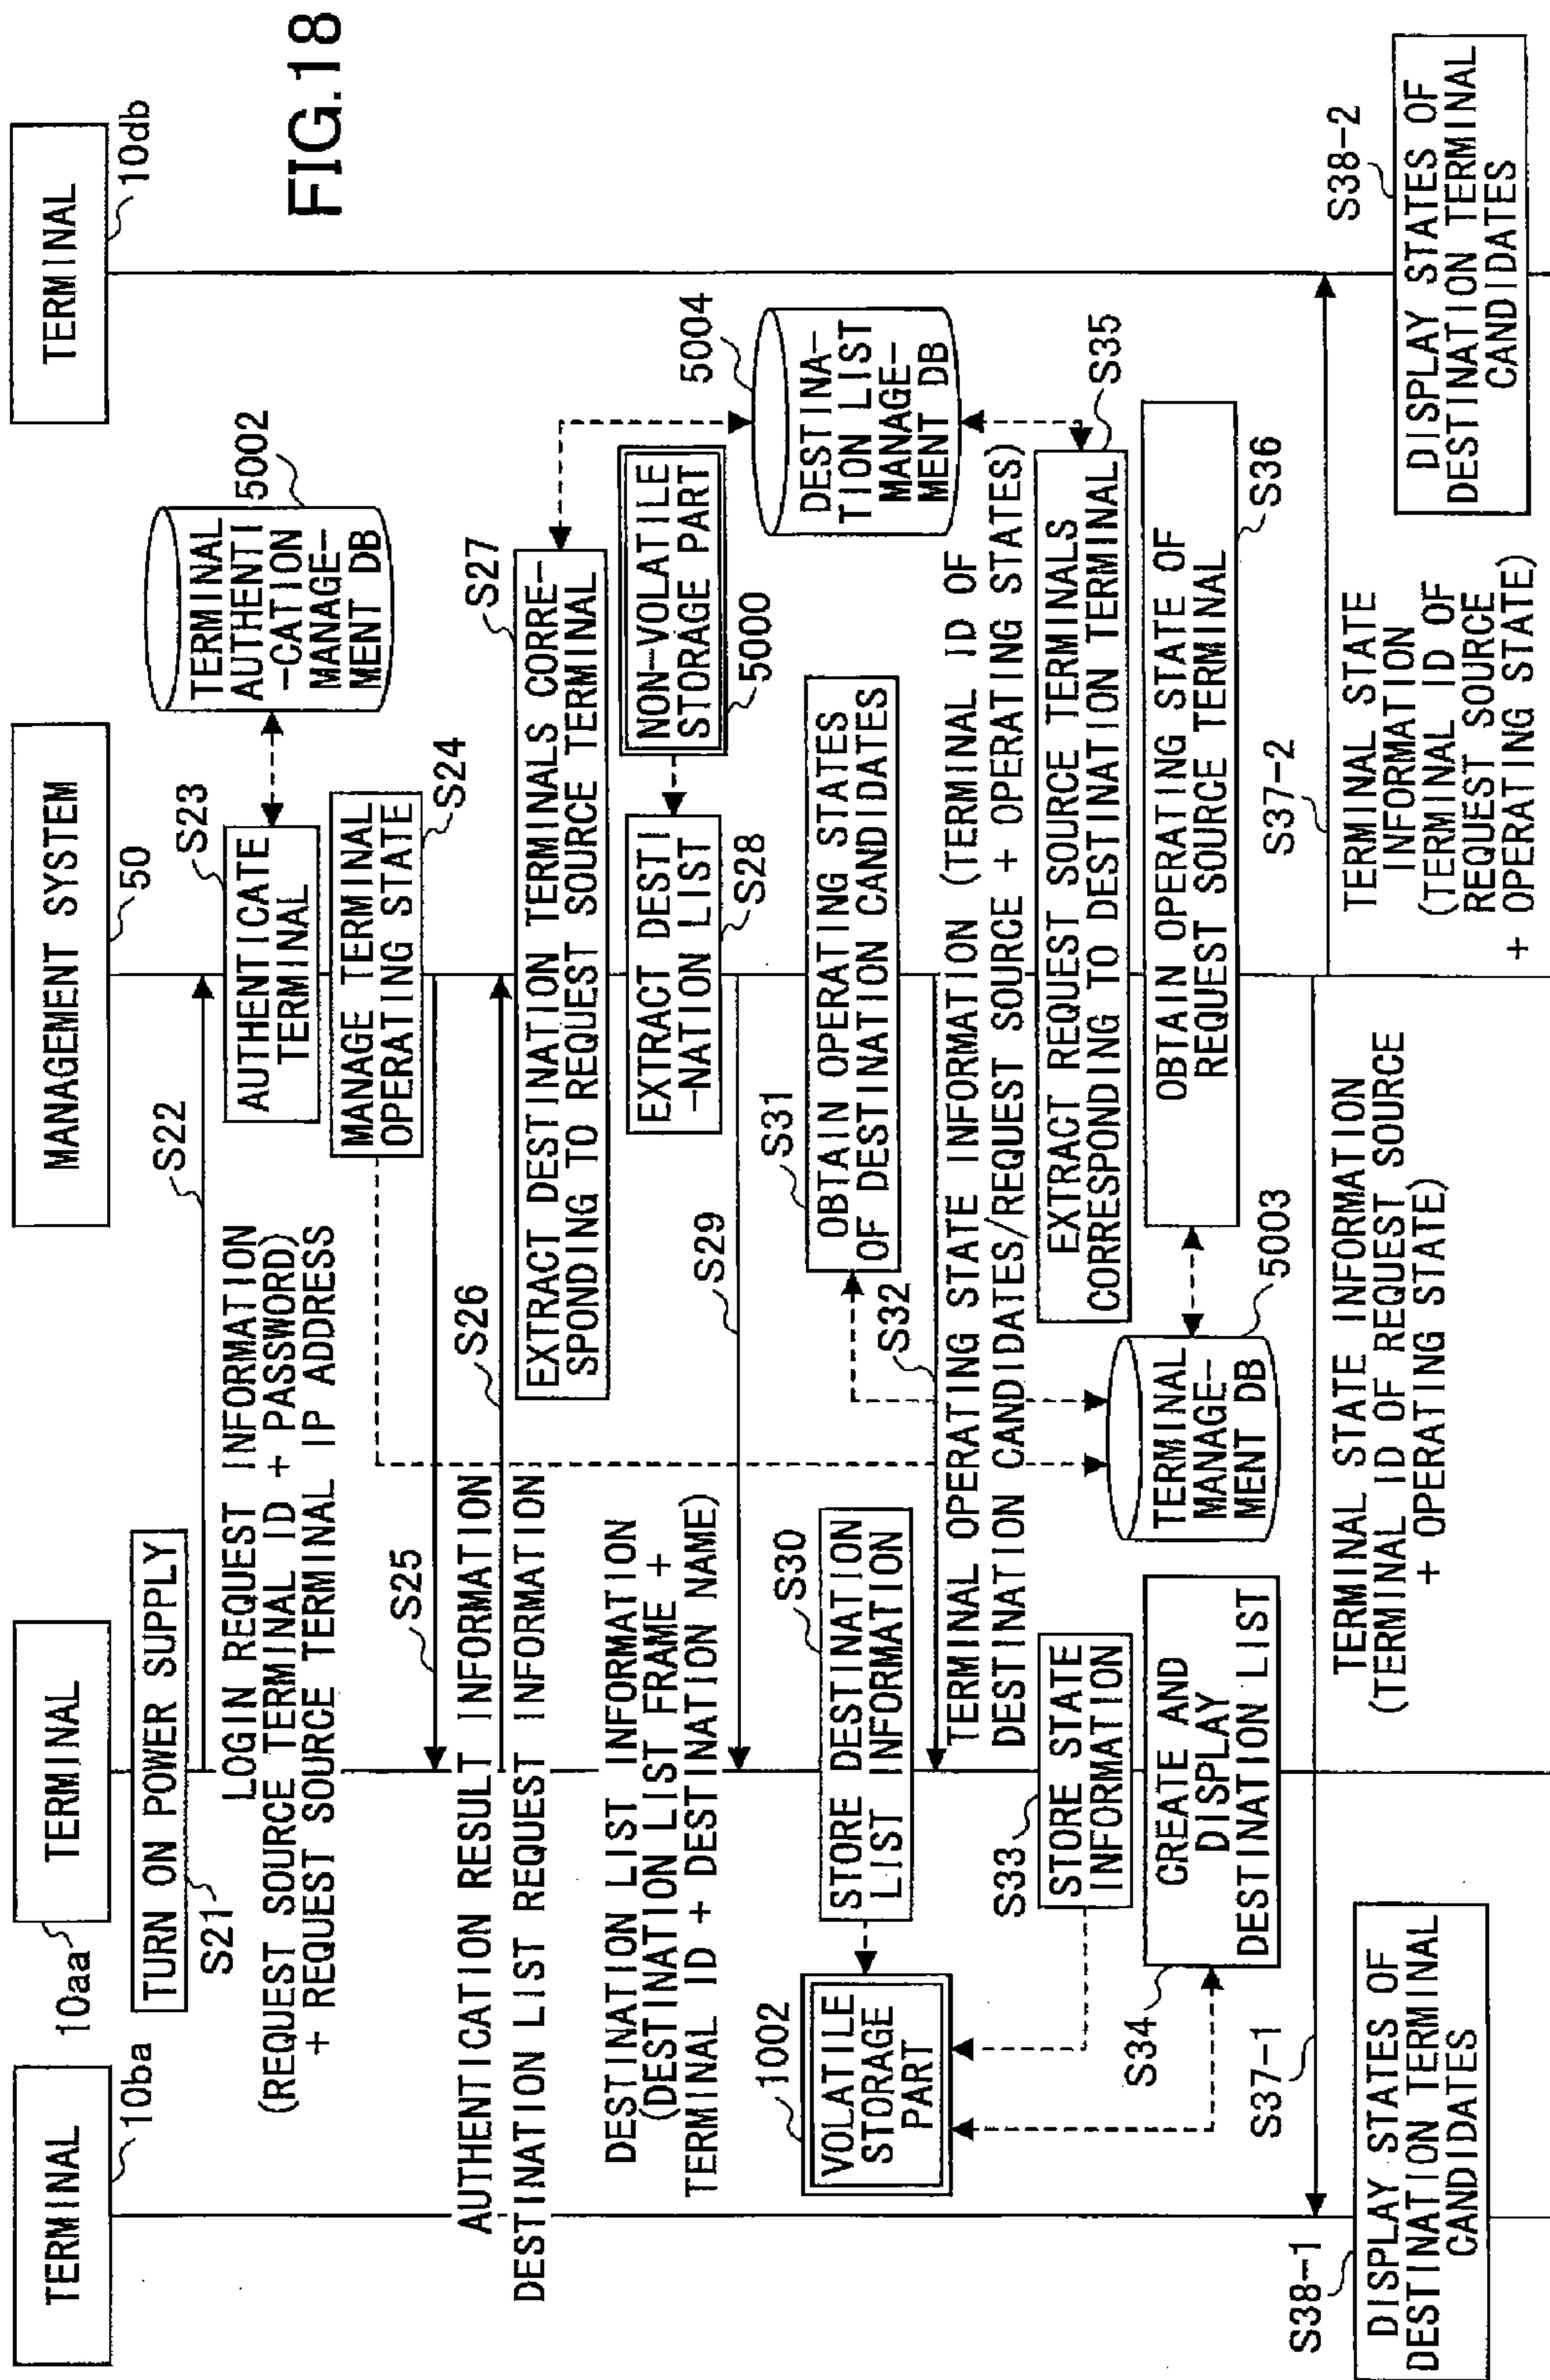 FIG.18
TERMINAL
10ba
TERMINAL
10aa
MANAGEMENT SYSTEM
50
TERMINAL
10db
TURN ON POWER SUPPLY
S21
S22
LOGIN REQUEST INFORMATION
(REQUEST SOURCE TERMINAL ID + PASSWORD)
+ REQUEST SOURCE TERMINAL IP ADDRESS
S23
AUTHENTICATE
TERMINAL
TERMINAL
AUTHENTI
-CATION
MANAGE-
MENT DB
5002
MANAGE TERMINAL
OPERATING STATE
S24
S25
AUTHENTICATION RESULT INFORMATION
S26
DESTINATION LIST REQUEST INFORMATION
S27
EXTRACT DESTINATION TERMINALS CORRE-
SPONDING TO REQUEST SOURCE TERMINAL
EXTRACT DESTI
-NATION LIST
S28
NON-VOLATILE
STORAGE PART
5000
5004
DESTINA-
TION LIST
MANAGE-
MENT DB
DESTINATION LIST INFORMATION
(DESTINATION LIST FRAME +
TERMINAL ID + DESTINATION NAME)
S29
1002
VOLATILE
STORAGE
PART
S30
STORE DESTINATION
LIST INFORMATION
S31
OBTAIN OPERATING STATES
OF DESTINATION CANDIDATES
S32
TERMINAL OPERATING STATE INFORMATION (TERMINAL ID OF
DESTINATION CANDIDATES/REQUEST SOURCE + OPERATING STATES)
S33
STORE STATE
INFORMATION
S34
CREATE AND
DISPLAY
DESTINATION LIST
TERMINAL
MANAGE-
MENT DB
5003
EXTRACT REQUEST SOURCE TERMINALS
CORRESPONDING TO DESTINATION TERMINAL
S35
OBTAIN OPERATING STATE OF
REQUEST SOURCE TERMINAL
S36
S37-1
TERMINAL STATE INFORMATION
(TERMINAL ID OF REQUEST SOURCE
+ OPERATING STATE)
S37-2
TERMINAL STATE
INFORMATION
(TERMINAL ID OF
REQUEST SOURCE
+ OPERATING STATE)
S38-1
DISPLAY STATES OF
DESTINATION TERMINAL
CANDIDATES
S38-2
DISPLAY STATES OF
DESTINATION TERMINAL
CANDIDATES